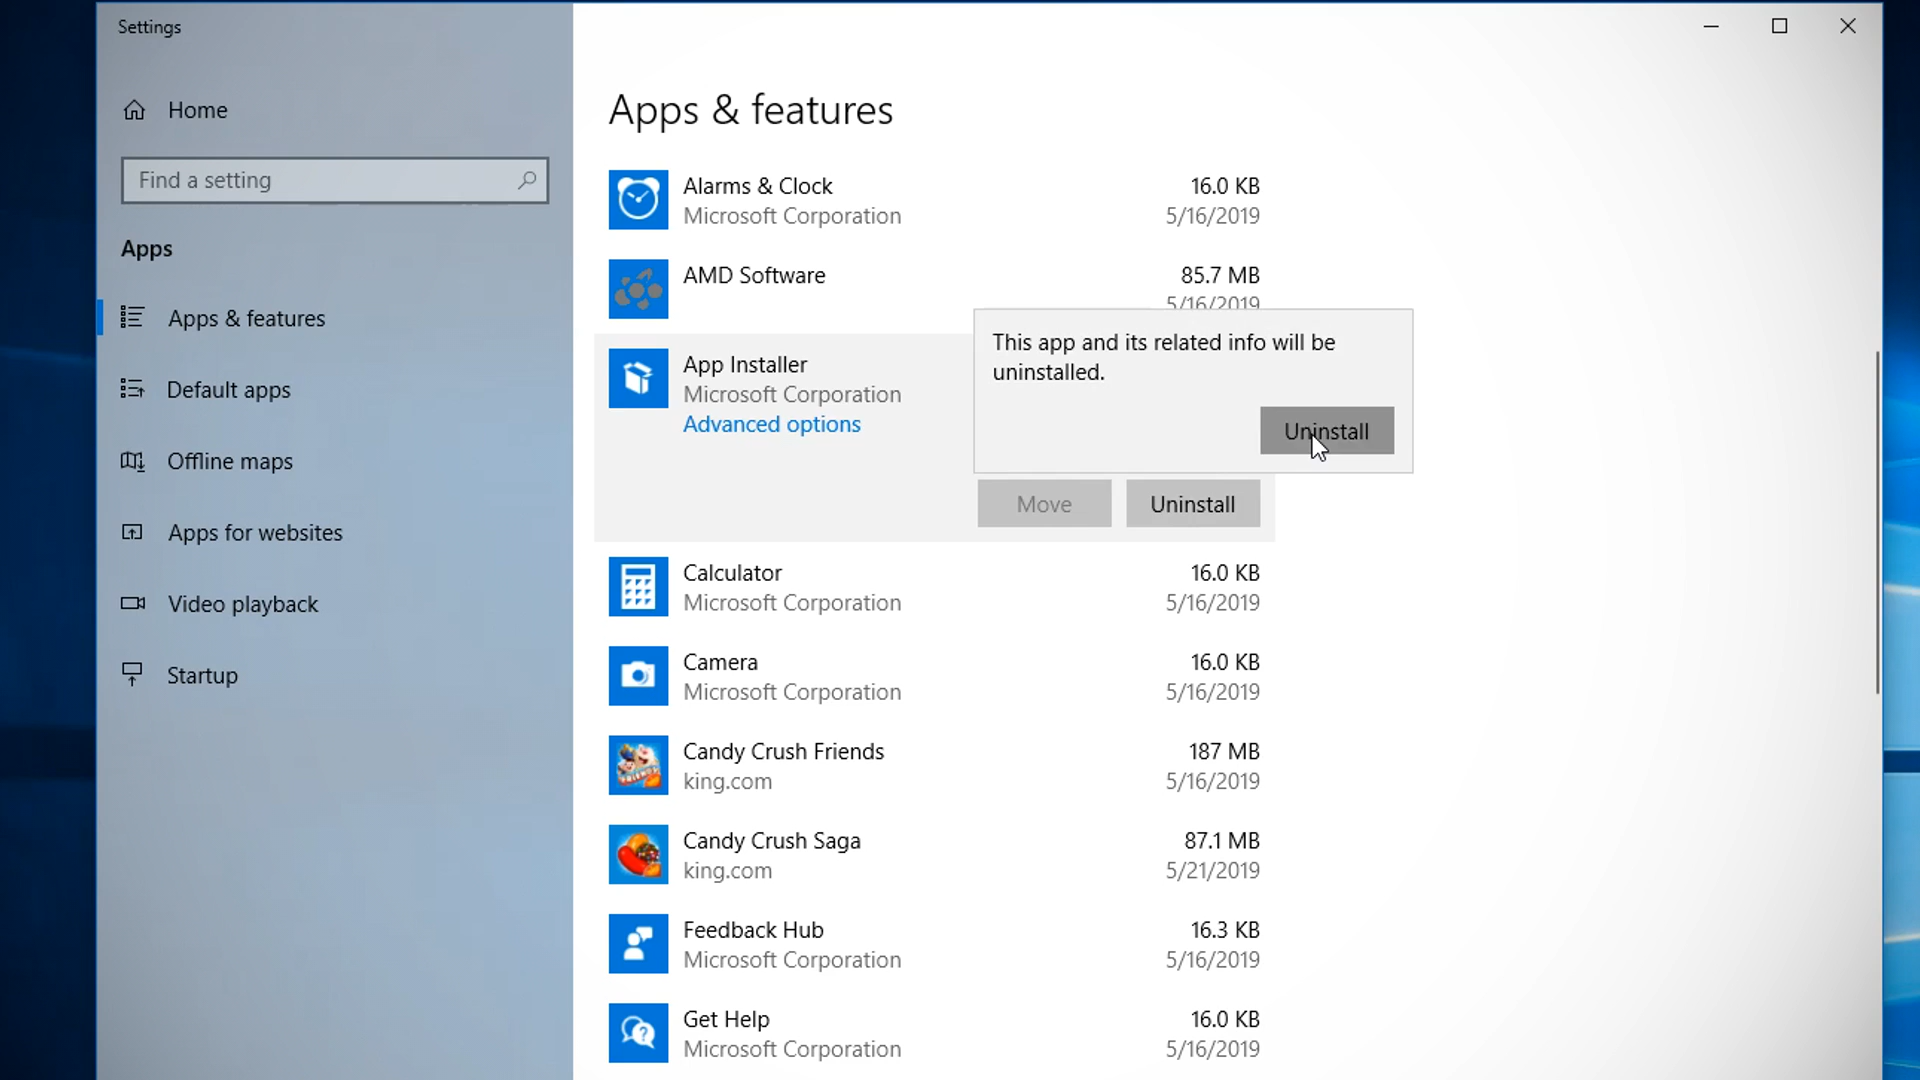 Settings
Home
Find a setting
Apps
Apps & features
Default apps
Offline maps
Apps for websites
Video playback
Startup
Apps & features
Alarms & Clock
16.0 KB
Microsoft Corporation
5/16/2019
AMD Software
85.7 MB
5/16/2019
App Installer
Microsoft Corporation
Advanced options
This app and its related info will be
uninstalled.
Uninstall
Move
Uninstall
Calculator
16.0 KB
Microsoft Corporation
5/16/2019
Camera
16.0 KB
Microsoft Corporation
5/16/2019
Candy Crush Friends
187 MB
king.com
5/16/2019
Candy Crush Saga
87.1 MB
king.com
5/21/2019
Feedback Hub
16.3 KB
Microsoft Corporation
5/16/2019
Get Help
16.0 KB
Microsoft Corporation
5/16/2019